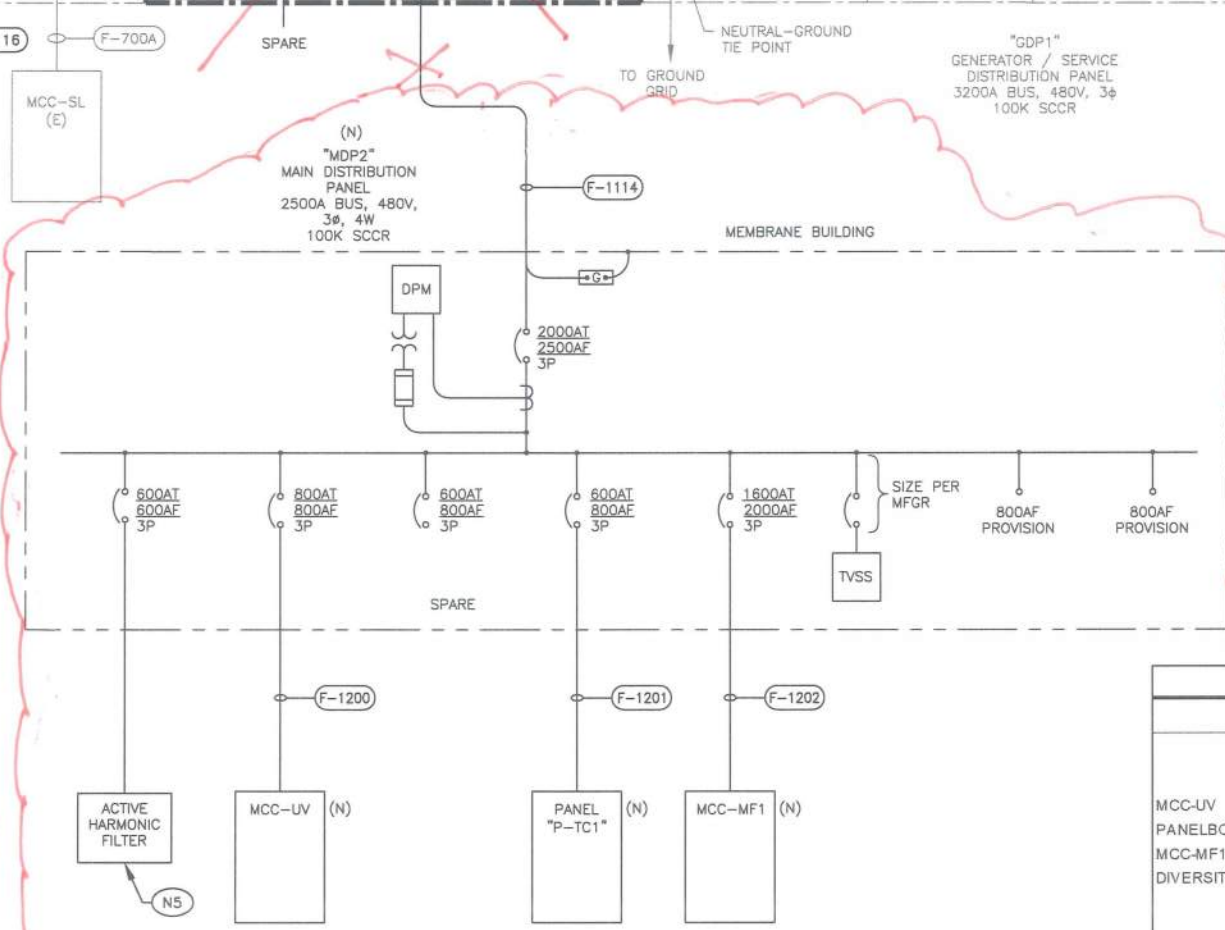 16
F-700A
SPARE
NEUTRAL-GROUND
TIE POINT
TO GROUND
GRID
"GDP1"
GENERATOR / SERVICE
DISTRIBUTION PANEL
3200A BUS, 480V, 3ϕ
100K SCCR
MCC-SL
(E)
(N)
"MDP2"
MAIN DISTRIBUTION
PANEL
2500A BUS, 480V,
3ø, 4W
100K SCCR
F-1114
MEMBRANE BUILDING
G
DPM
2000AT
2500AF
3P
600AT
600AF
3P
800AT
800AF
3P
600AT
800AF
3P
600AT
800AF
3P
1600AT
2000AF
3P
SIZE PER
MFGR
800AF
PROVISION
800AF
PROVISION
TVSS
SPARE
F-1200
F-1201
F-1202
ACTIVE
HARMONIC
FILTER
N5
MCC-UV
(N)
PANEL
"P-TC1"
(N)
MCC-MF1
(N)
MCC-UV
PANELBO
MCC-MF1
DIVERSIT